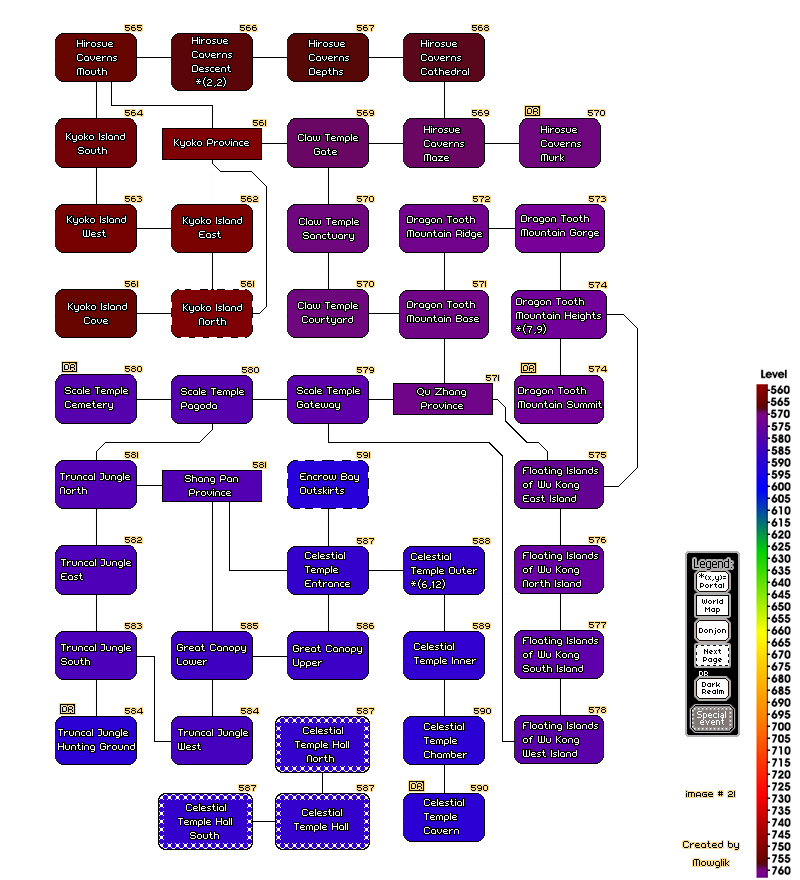 565
566
567
568
Hirosue
Caverns
Mouth
Hirosue
Caverns
Descent
*(2,2)
Hirosue
Caverns
Depths
Hirosue
Caverns
Cathedral
564
561
569
569
DR
570
Kyoko Island
South
Kyoko Province
Claw Temple
Gate
Hirosue
Caverns
Maze
Hirosue
Caverns
Murk
563
562
570
572
573
Kyoko Island
West
Kyoko Island
East
Claw Temple
Sanctuary
Dragon Tooth
Mountain Ridge
Dragon Tooth
Mountain Gorge
561
561
570
571
574
Kyoko Island
Cove
Kyoko Island
North
Claw Temple
Courtyard
Dragon Tooth
Mountain Base
Dragon Tooth
Mountain Heights
*(7,9)
DR
580
580
579
571
DR
574
Scale Temple
Cemetery
Scale Temple
Pagoda
Scale Temple
Gateway
Qu Zhang
Province
Dragon Tooth
Mountain Summit
581
581
591
575
Truncal Jungle
North
Shang Pan
Province
Encrow Bay
Outskirts
Floating Islands
of Wu Kong
East Island
582
587
588
576
Truncal Jungle
East
Celestial
Temple
Entrance
Celestial
Temple Outer
*(6,12)
Floating Islands
of Wu Kong
North Island
583
585
586
589
577
Truncal Jungle
South
Great Canopy
Lower
Great Canopy
Upper
Celestial
Temple Inner
Floating Islands
of Wu Kong
South Island
DR
584
584
587
590
578
Truncal Jungle
Hunting Ground
Truncal Jungle
West
Celestial
Temple Hall
North
Celestial
Temple
Chamber
Floating Islands
of Wu Kong
West Island
587
587
DR
590
Celestial
Temple Hall
South
Celestial
Temple Hall
Celestial
Temple
Cavern
Legend:
*(x,y)=
Portal
World
Map
Donjon
Next
Page
DR
Dark
Realm
Special
event
image # 21
Created by
Mowglik
Level
560
565
570
575
580
585
590
595
600
605
610
615
620
625
630
635
640
645
650
655
660
665
670
675
680
685
690
695
700
705
710
715
720
725
730
735
740
745
750
755
760